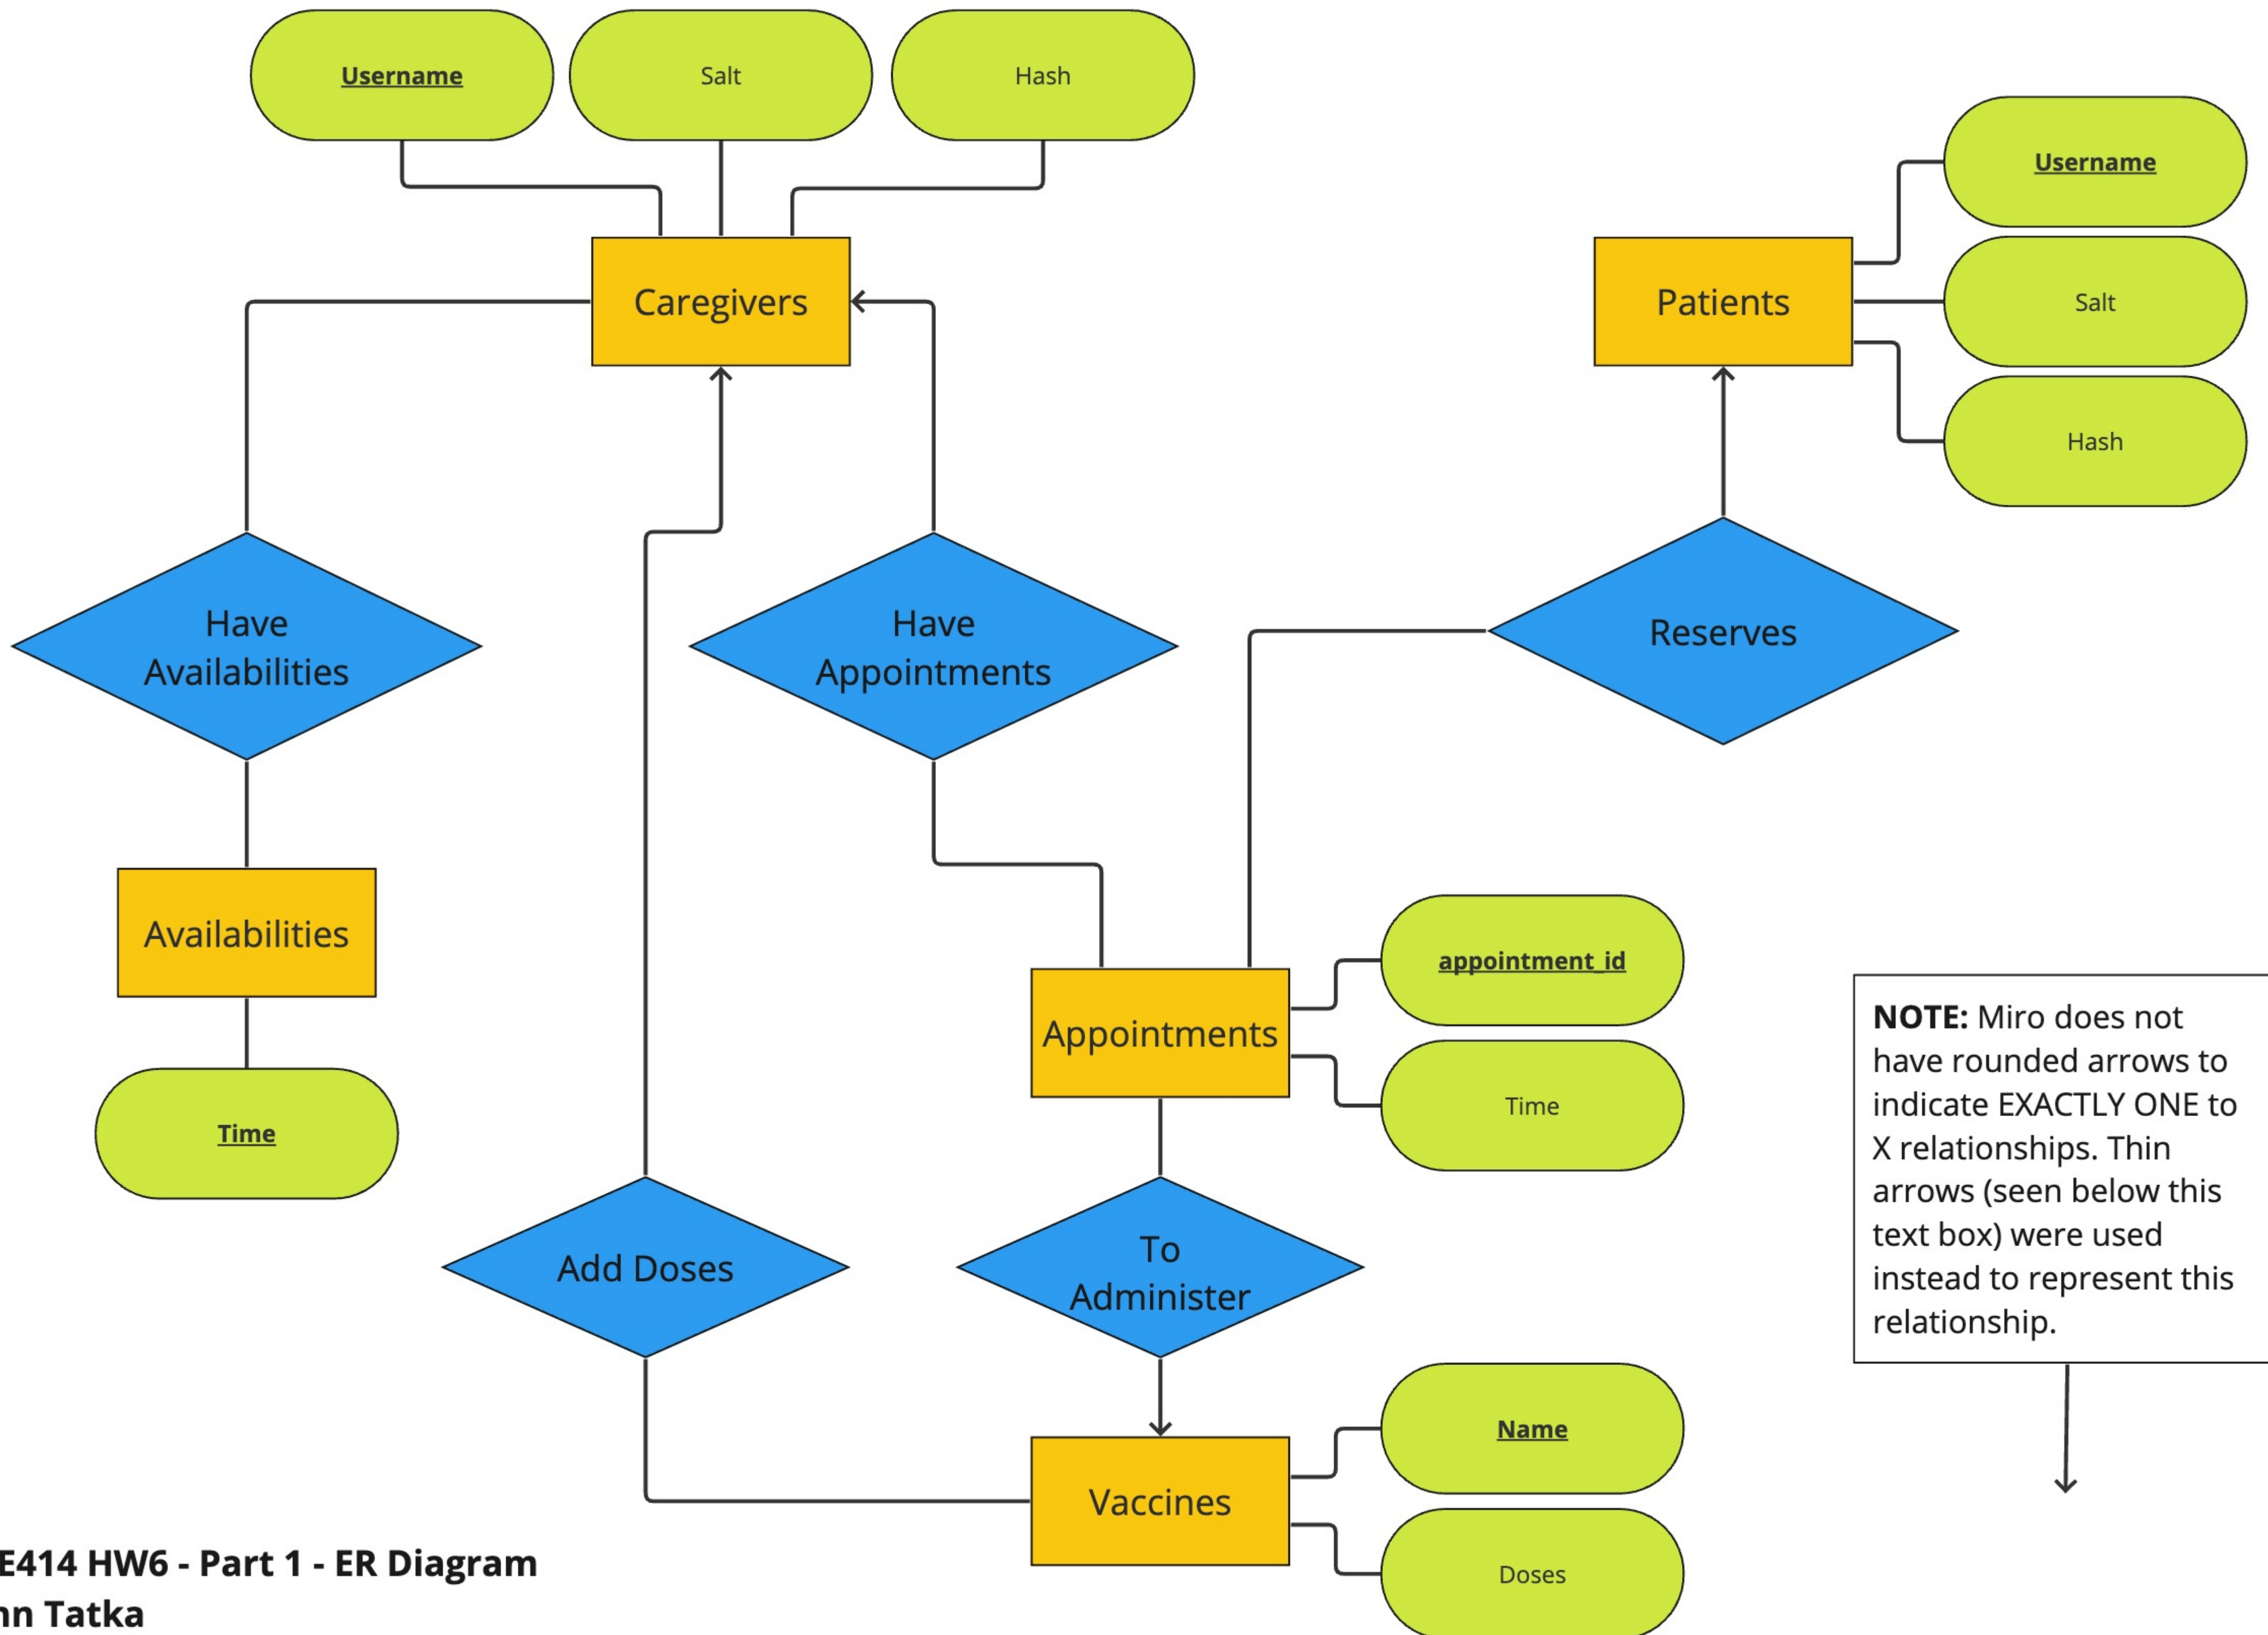 Username
Salt
Hash
Username
Caregivers
Patients
Salt
Hash
Have
Availabilities
Have
Appointments
Reserves
Availabilities
appointment_id
Appointments
Time
Time
NOTE: Miro does not
have rounded arrows to
indicate EXACTLY ONE to
X relationships. Thin
arrows (seen below this
text box) were used
instead to represent this
relationship.
Add Doses
To
Administer
Name
Vaccines
Doses
E414 HW6 - Part 1 - ER Diagram
nn Tatka